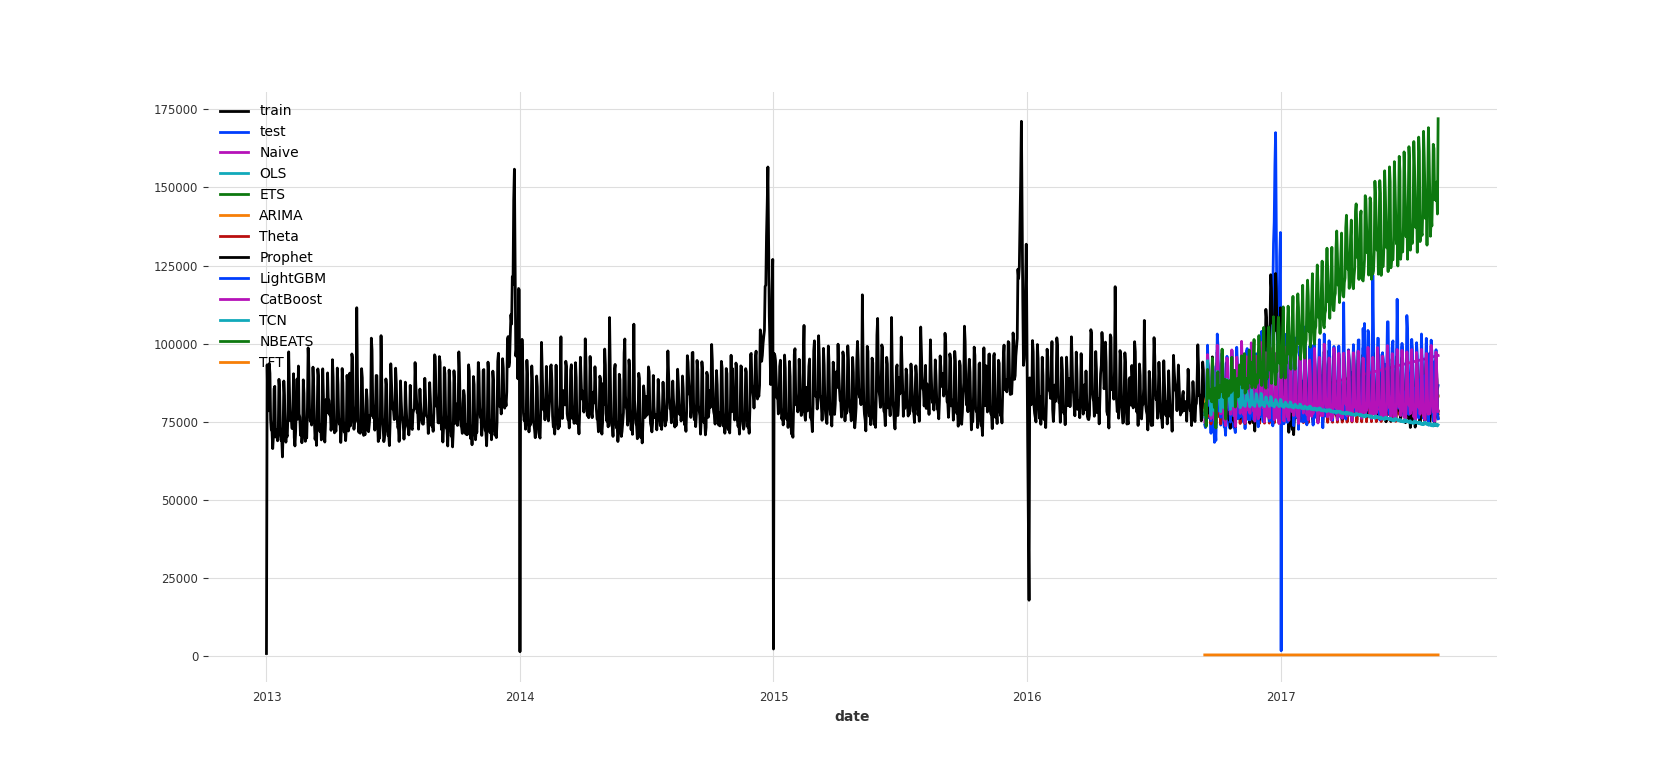 175000
150000
125000
100000
75000
50000
25000
0
train
test
Naive
OLS
ETS
ARIMA
Theta
Prophet
LightGBM
CatBoost
TCN
NBEATS
TFT
2013
2014
2015
2016
2017
date